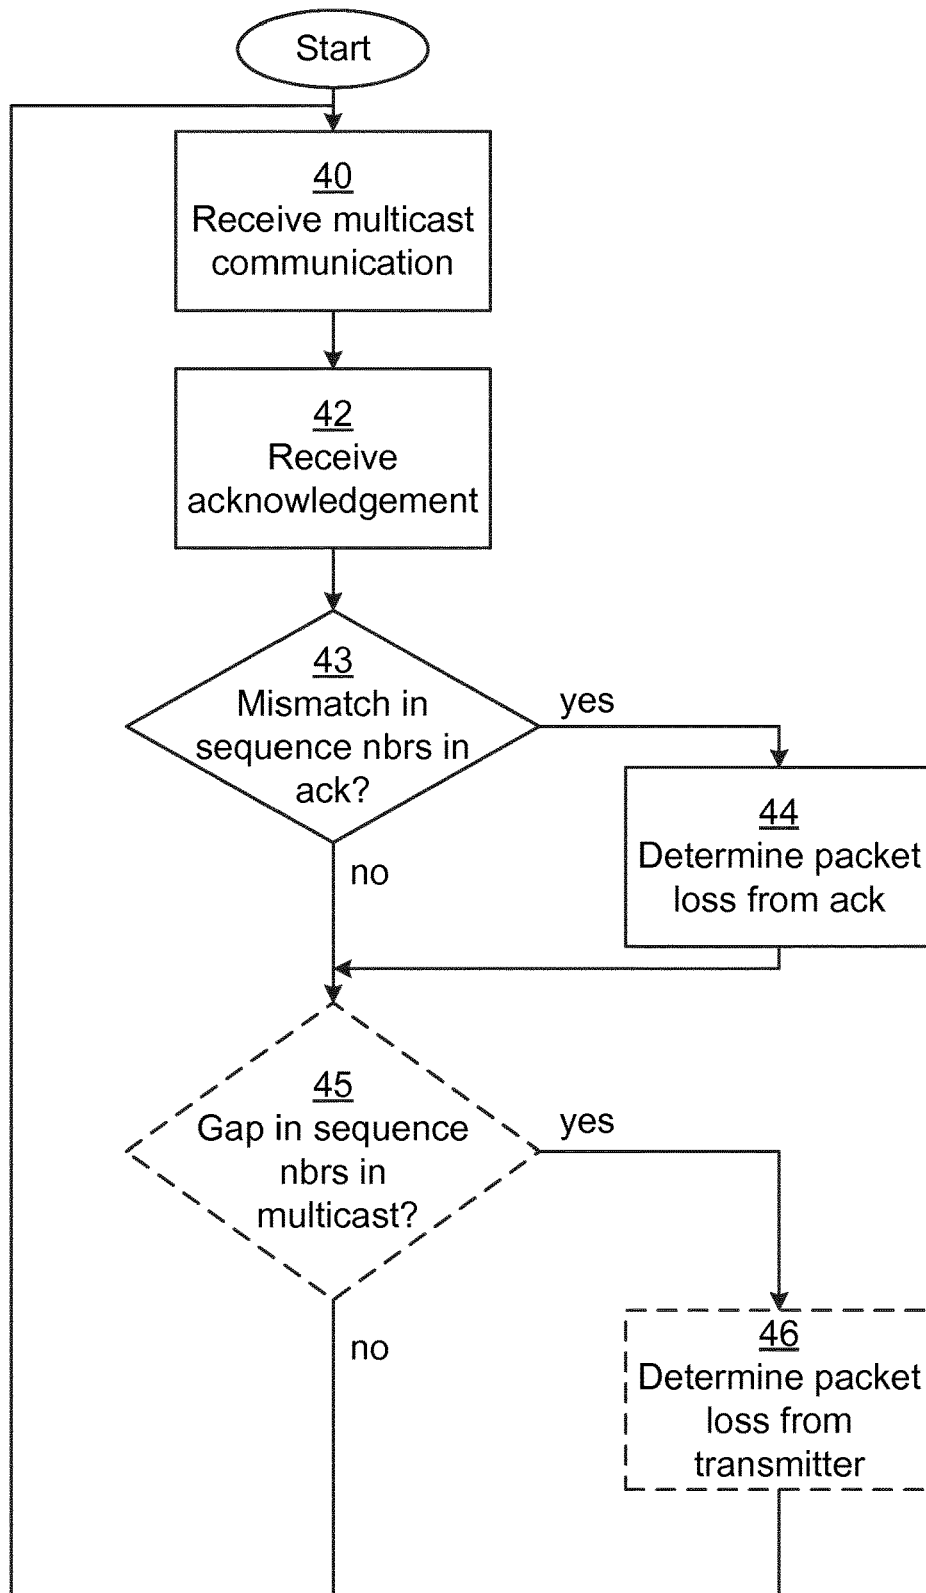 Start
40
Receive multicast
communication
42
Receive
acknowledgement
43
Mismatch in
sequence nbrs in
ack?
yes
44
Determine packet
loss from ack
no
45
Gap in sequence
nbrs in
multicast?
yes
46
Determine packet
loss from
transmitter
no